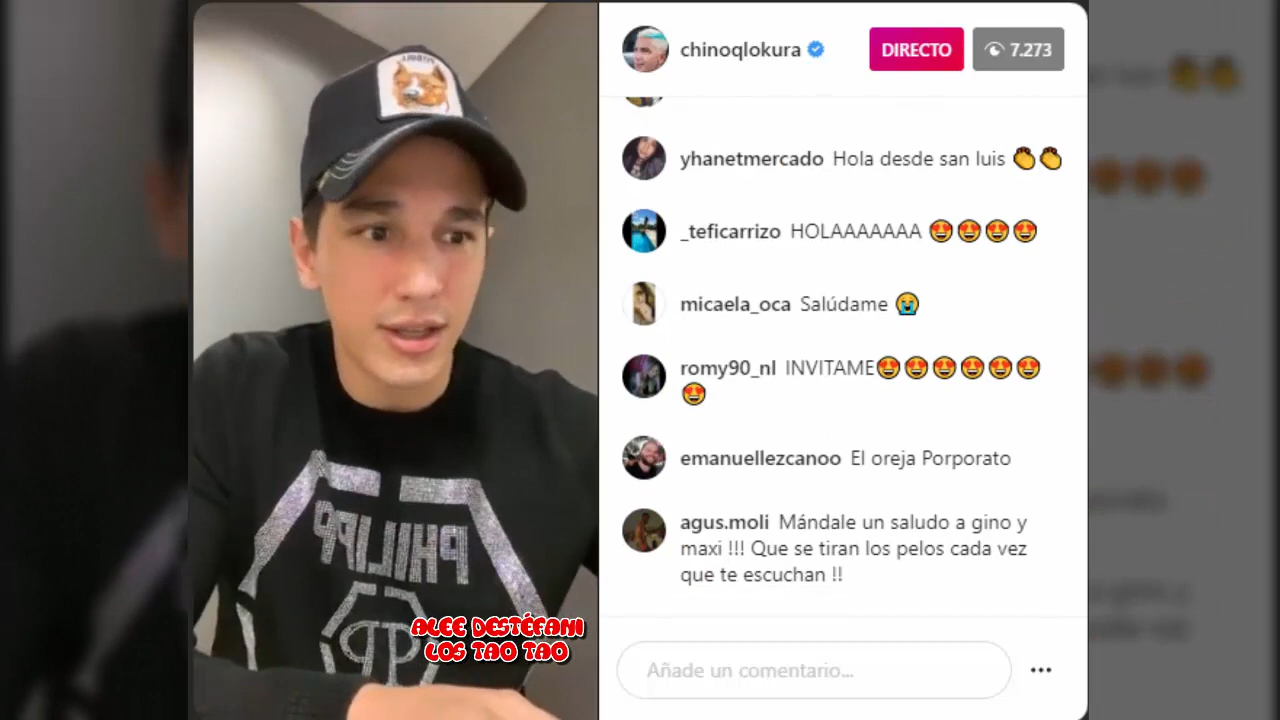 chinoqlokura
DIRECTO
7.273
yhanetmercado Hola desde san luis 👏👏
_teficarrizo HOLAAAAAAA 😍😍😍😍
micaela_oca Salúdame 😭
romy90_nl INVITAME😍😍😍😍😍😍
😍
emanuellezcanoo El oreja Porporato
agus.moli Mándale un saludo a gino y
maxi !!! Que se tiran los pelos cada vez
que te escuchan !!
Añade un comentario...
PHILIPP
PP
ALEE DESTÉFANI
LOS TAO TAO